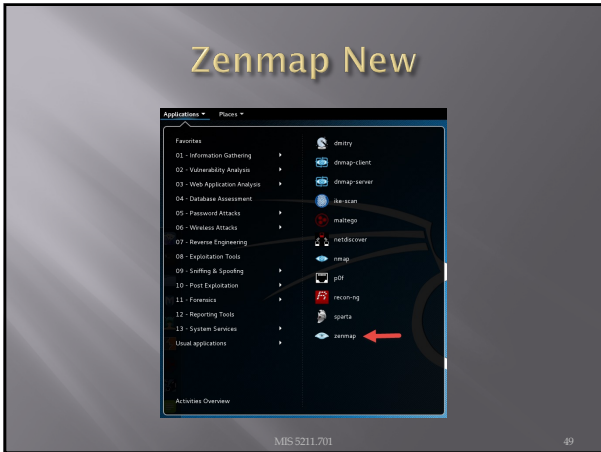 Zenmap New
Applications Places
Favorites
01 - Information Gathering
02 - Vulnerability Analysis
03 - Web Application Analysis
04 - Database Assessment
05 - Password Attacks
06 - Wireless Attacks
07 - Reverse Engineering
08 - Exploitation Tools
09 - Sniffing & Spoofing
10 - Post Exploitation
11 - Forensics
12 - Reporting Tools
13 - System Services
Usual applications
Activities Overview
dmitry
dnmap-client
dnmap-server
ike-scan
maltego
netdiscover
nmap
p0f
recon-ng
sparta
zenmap
MIS 5211.701
49